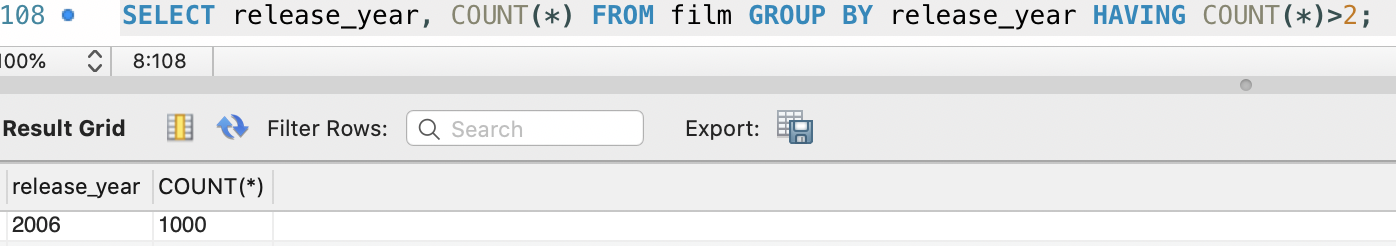 108 SELECT release_year, COUNT(*) FROM film GROUP BY release_year HAVING COUNT(*)>2;
100% 8:108
Result Grid Filter Rows: Search Export:
release_year COUNT(*)
2006 1000